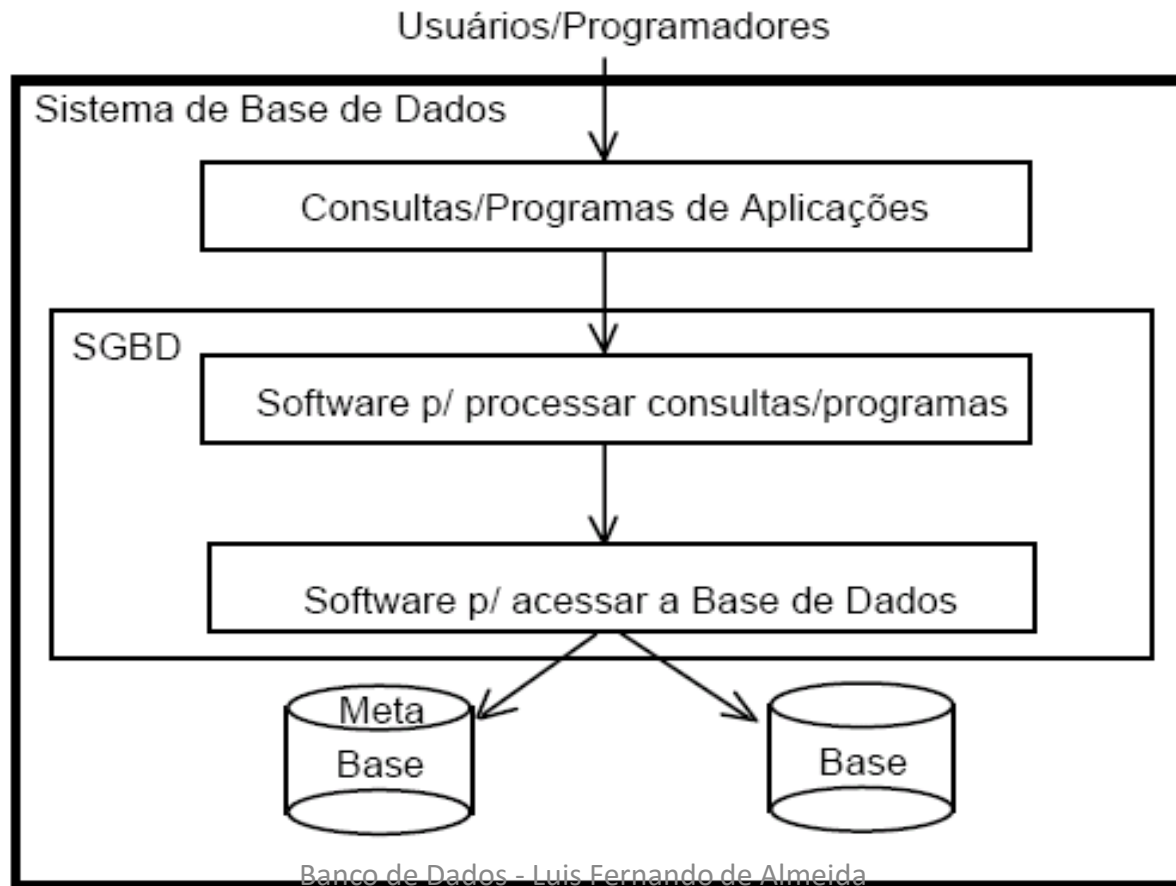 Usuários/Programadores
Sistema de Base de Dados
Consultas/Programas de Aplicações
SGBD
Software p/ processar consultas/programas
Software p/ acessar a Base de Dados
Meta
Base
Base
Banco de Dados - Luis Fernando de Almeida